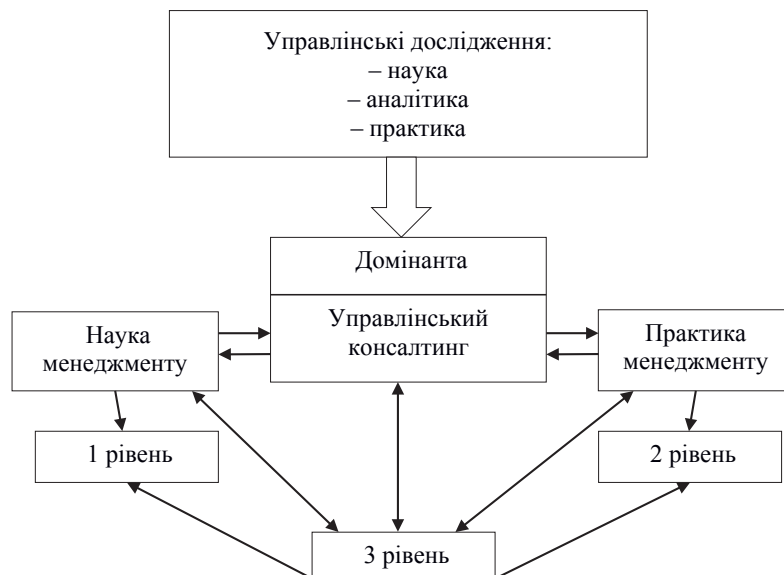 Управлінські дослідження:
– наука
– аналітика
– практика
Домінанта
Управлінський
консалтинг
Наука
менеджменту
Практика
менеджменту
1 рівень
2 рівень
3 рівень